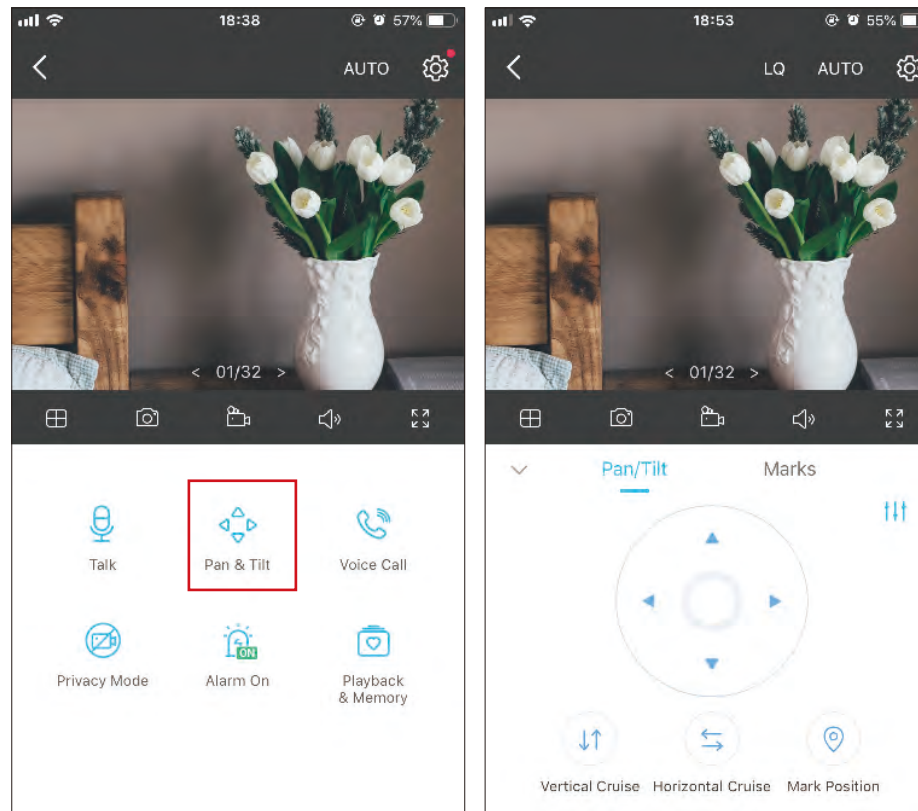 18:38
57%
AUTO
< 01/32 >
Talk
Pan & Tilt
Voice Call
Privacy Mode
ON
Alarm On
Playback
& Memory
18:53
55%
LQ
AUTO
< 01/32 >
Pan/Tilt
Marks
Vertical Cruise
Horizontal Cruise
Mark Position